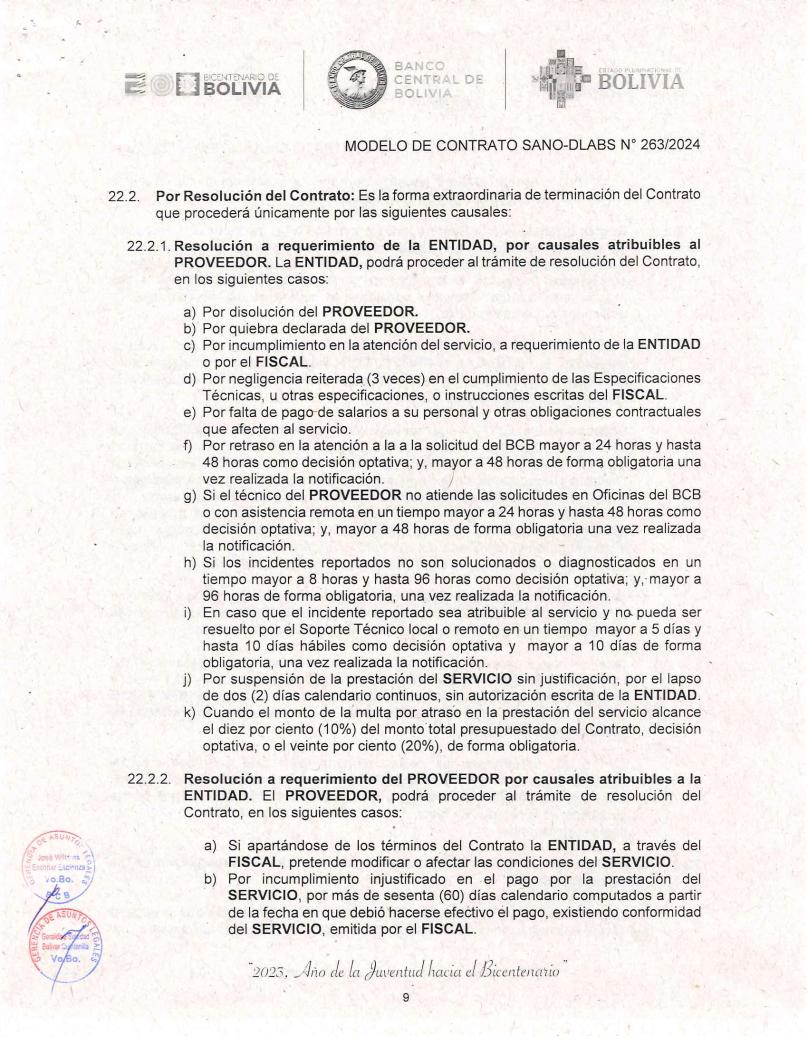 BICENTENARIO DE
BOLIVIA
BANCO
CENTRAL DE
BOLIVIA
ESTADO PLURINACIONAL DE
BOLIVIA
MODELO DE CONTRATO SANO-DLABS N° 263/2024
22.2. Por Resolución del Contrato: Es la forma extraordinaria de terminación del Contrato
que procederá únicamente por las siguientes causales:
22.2.1. Resolución a requerimiento de la ENTIDAD, por causales atribuibles al
PROVEEDOR. La ENTIDAD, podrá proceder al trámite de resolución del Contrato,
en los siguientes casos:
a) Por disolución del PROVEEDOR.
b) Por quiebra declarada del PROVEEDOR.
c) Por incumplimiento en la atención del servicio, a requerimiento de la ENTIDAD
o por el FISCAL.
d) Por negligencia reiterada (3 veces) en el cumplimiento de las Especificaciones
Técnicas, u otras especificaciones, o instrucciones escritas del FISCAL.
e) Por falta de pago de salarios a su personal y otras obligaciones contractuales
que afecten al servicio.
f) Por retraso en la atención a la a la solicitud del BCB mayor a 24 horas y hasta
48 horas como decisión optativa; y, mayor a 48 horas de forma obligatoria una
vez realizada la notificación.
g) Si el técnico del PROVEEDOR no atiende las solicitudes en Oficinas del BCB
o con asistencia remota en un tiempo mayor a 24 horas y hasta 48 horas como
decisión optativa; y, mayor a 48 horas de forma obligatoria una vez realizada
la notificación.
h) Si los incidentes reportados no son solucionados o diagnosticados en un
tiempo mayor a 8 horas y hasta 96 horas como decisión optativa; y, mayor a
96 horas de forma obligatoria, una vez realizada la notificación.
i) En caso que el incidente reportado sea atribuible al servicio y no pueda ser
resuelto por el Soporte Técnico local o remoto en un tiempo mayor a 5 días y
hasta 10 días hábiles como decisión optativa y mayor a 10 días de forma
obligatoria, una vez realizada la notificación.
j) Por suspensión de la prestación del SERVICIO sin justificación, por el lapso
de dos (2) días calendario continuos, sin autorización escrita de la ENTIDAD.
k) Cuando el monto de la multa por atraso en la prestación del servicio alcance
el diez por ciento (10%) del monto total presupuestado del Contrato, decisión
optativa, o el veinte por ciento (20%), de forma obligatoria.
22.2.2. Resolución a requerimiento del PROVEEDOR por causales atribuibles a la
ENTIDAD. El PROVEEDOR, podrá proceder al trámite de resolución del
Contrato, en los siguientes casos:
a) Si apartándose de los términos del Contrato la ENTIDAD, a través del
FISCAL, pretende modificar o afectar las condiciones del SERVICIO.
b) Por incumplimiento injustificado en el pago por la prestación del
SERVICIO, por más de sesenta (60) días calendario computados a partir
de la fecha en que debió hacerse efectivo el pago, existiendo conformidad
del SERVICIO, emitida por el FISCAL.
GERENCIA DE ASUNTOS LEGALES
Vo.Bo.
BCB
GERENCIA DE ASUNTOS LEGALES
Vo.Bo.
"2025, Año de la Juventud hacia el Bicentenario"
9